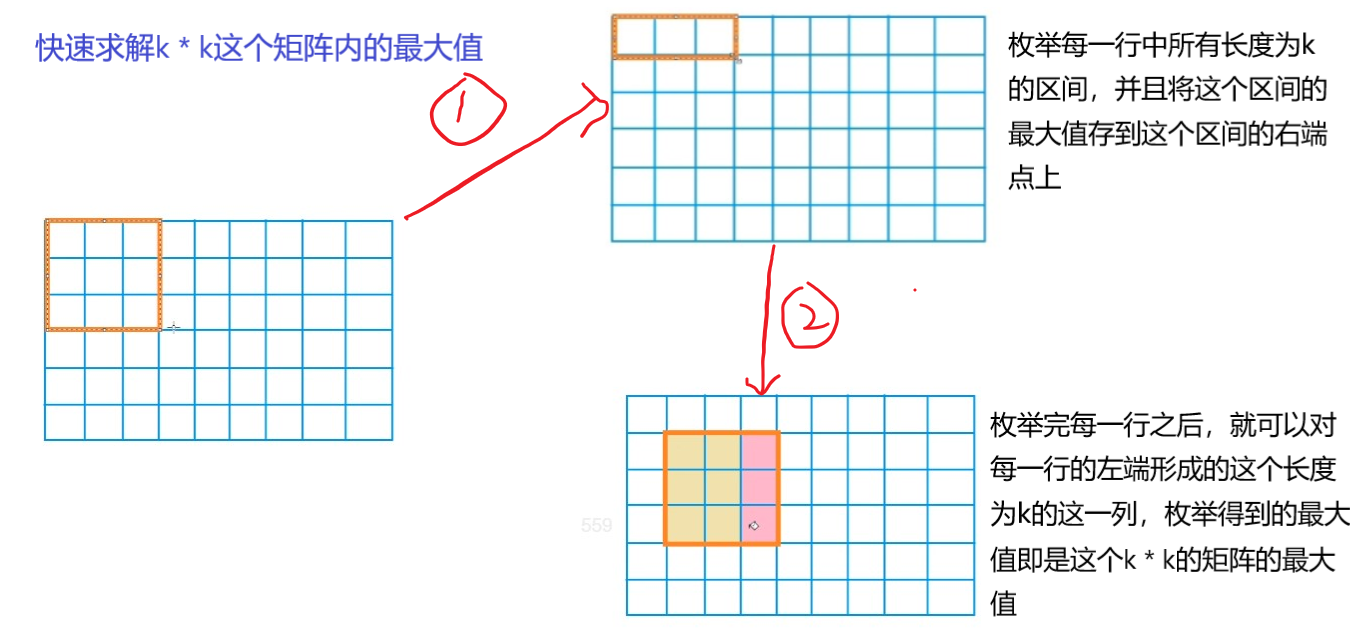 快速求解k * k这个矩阵内的最大值
1
枚举每一行中所有长度为k
的区间，并且将这个区间的
最大值存到这个区间的右端
点上
2
559
枚举完每一行之后，就可以对
每一行的左端形成的这个长度
为k的这一列，枚举得到的最大
值即是这个k * k的矩阵的最大
值